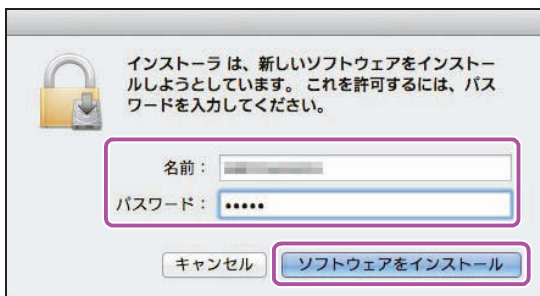 インストーラ は、新しいソフトウェアをインストー
ルしようとしています。 これを許可するには、パス
ワードを入力してください。
名前：
パスワード： •••••
キャンセル ソフトウェアをインストール